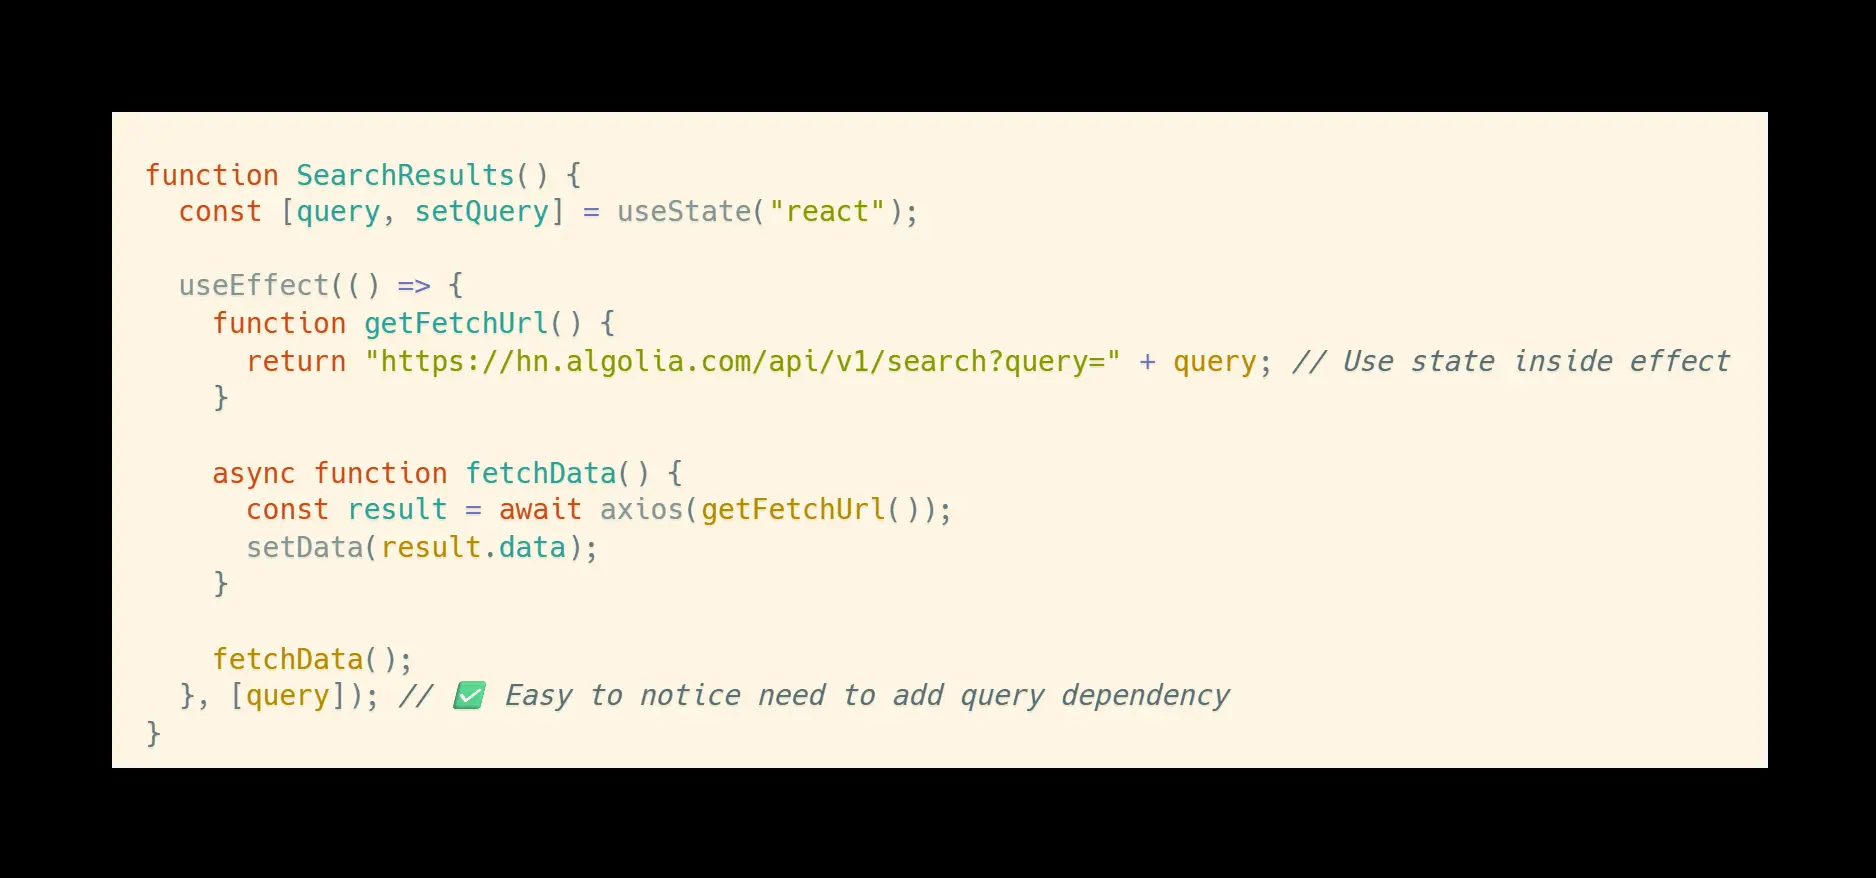 function SearchResults() {
  const [query, setQuery] = useState("react");

  useEffect(() => {
    function getFetchUrl() {
      return "https://hn.algolia.com/api/v1/search?query=" + query; // Use state inside effect
    }

    async function fetchData() {
      const result = await axios(getFetchUrl());
      setData(result.data);
    }

    fetchData();
  }, [query]); // ✅ Easy to notice need to add query dependency
}